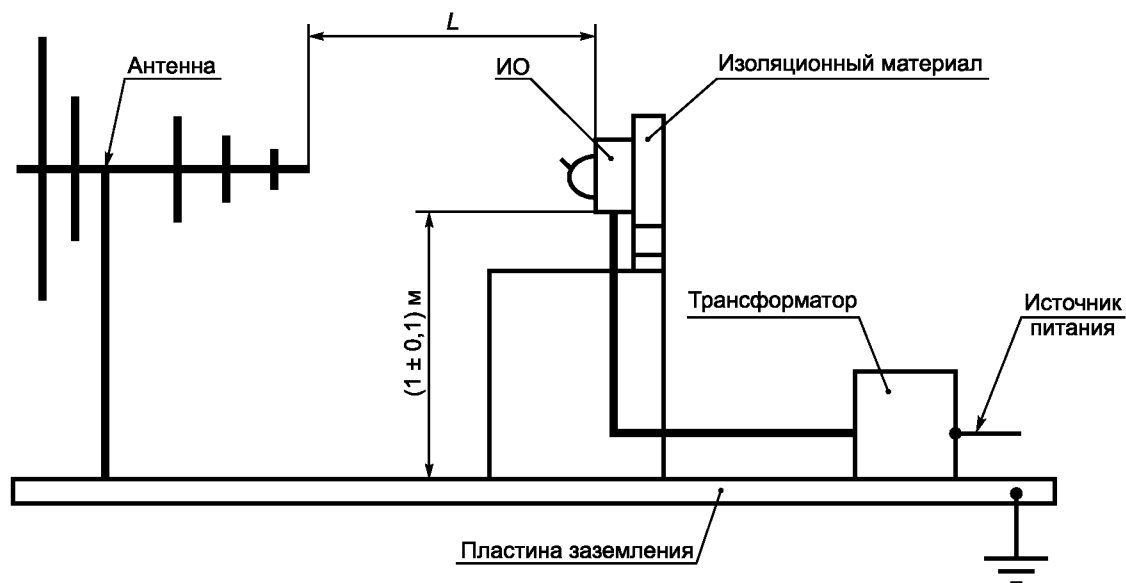 L
Антенна
ИО
Изоляционный материал
(1 ± 0,1) м
Трансформатор
Источник
питания
Пластина заземления